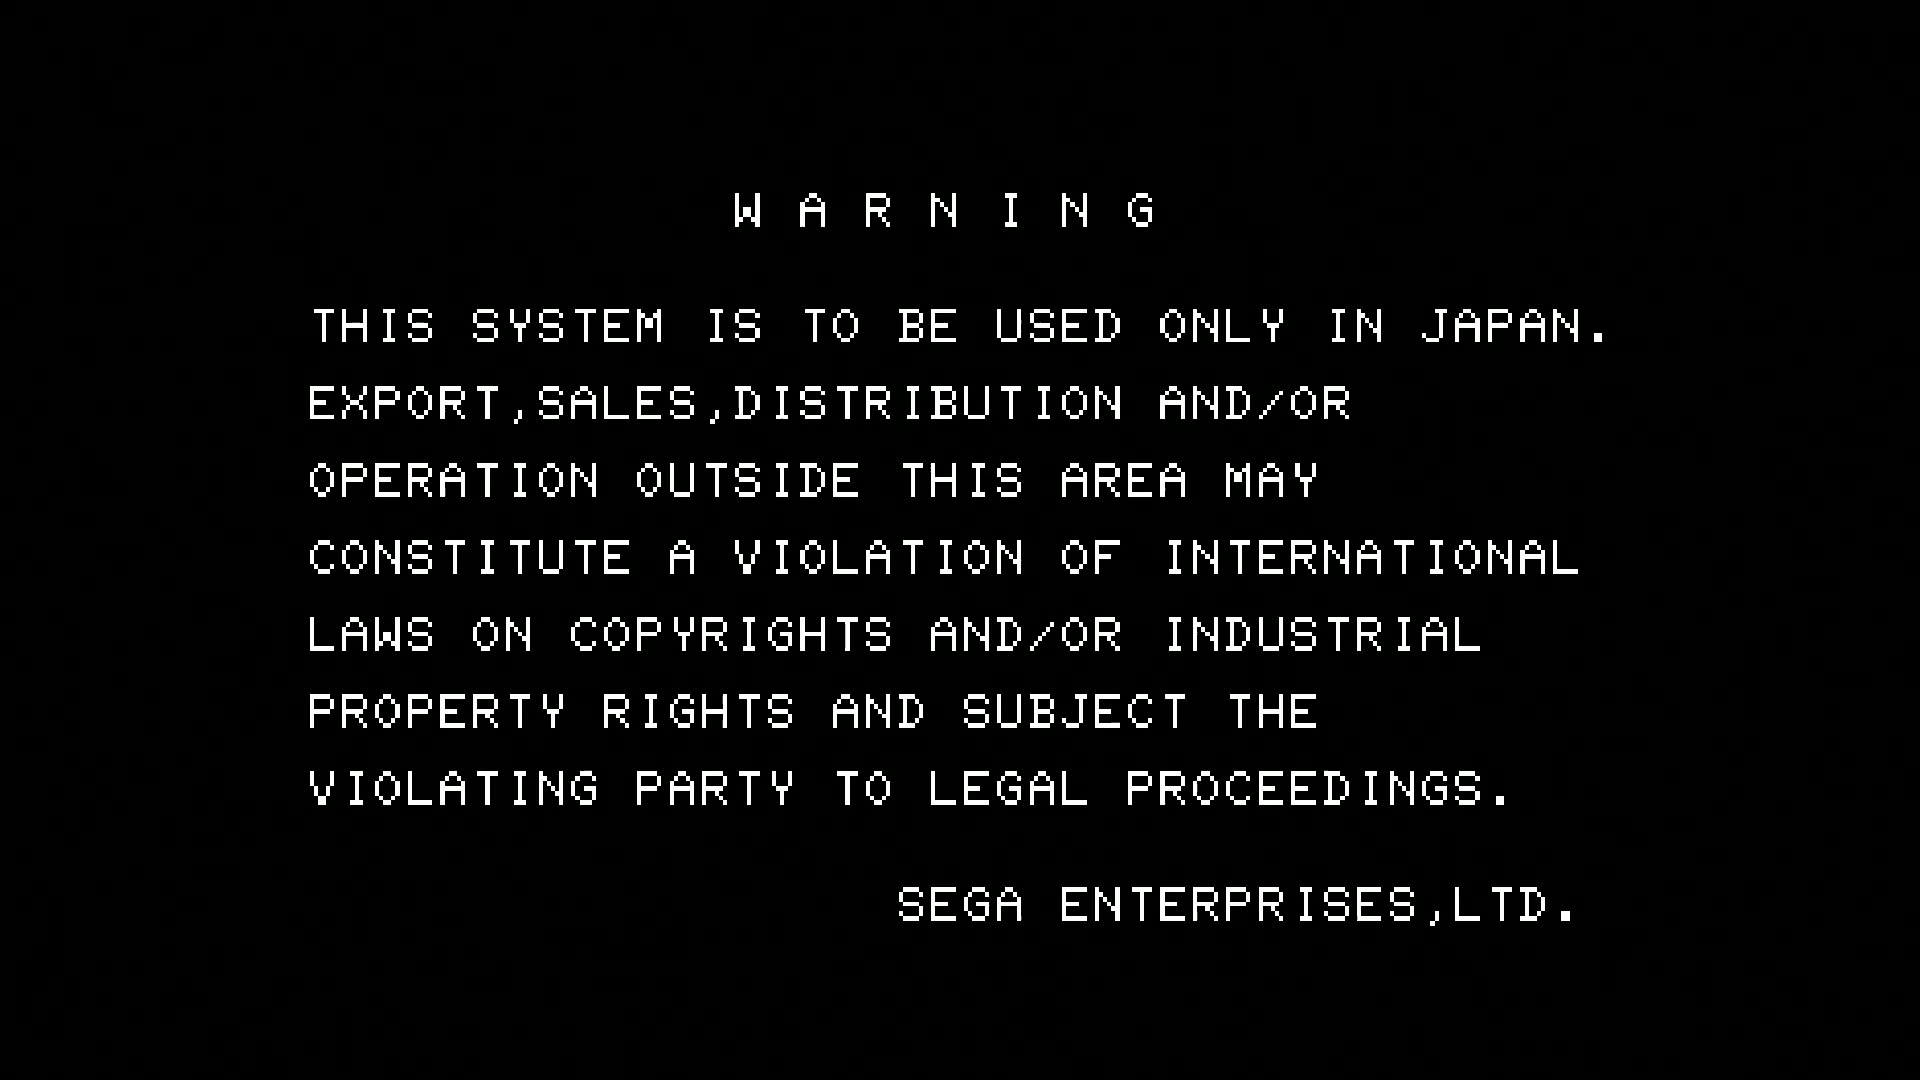 W A R N I N G
THIS SYSTEM IS TO BE USED ONLY IN JAPAN.
EXPORT,SALES,DISTRIBUTION AND/OR
OPERATION OUTSIDE THIS AREA MAY
CONSTITUTE A VIOLATION OF INTERNATIONAL
LAWS ON COPYRIGHTS AND/OR INDUSTRIAL
PROPERTY RIGHTS AND SUBJECT THE
VIOLATING PARTY TO LEGAL PROCEEDINGS.
SEGA ENTERPRISES,LTD.